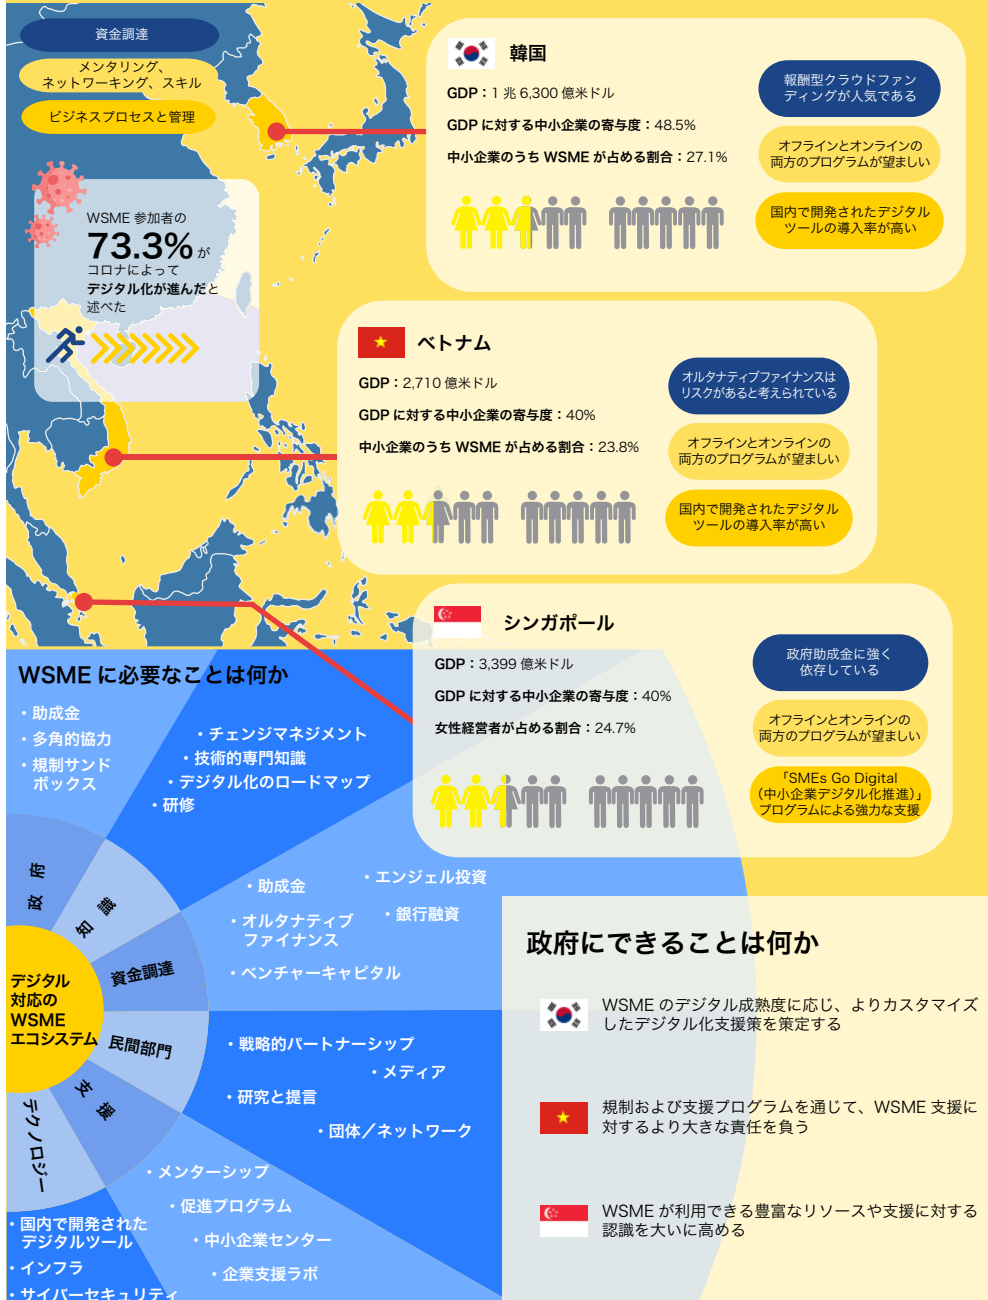 資金調達
メンタリング、
ネットワーキング、スキル
ビジネスプロセスと管理
WSME 参加者の
73.3% が
コロナによって
デジタル化が進んだと
述べた
韓国
GDP：1 兆 6,300 億米ドル
GDP に対する中小企業の寄与度：48.5%
中小企業のうち WSME が占める割合：27.1%
報酬型クラウドファン
ディングが人気である
オフラインとオンラインの
両方のプログラムが望ましい
国内で開発されたデジタル
ツールの導入率が高い
ベトナム
GDP：2,710 億米ドル
GDP に対する中小企業の寄与度：40%
中小企業のうち WSME が占める割合：23.8%
オルタナティブファイナンスは
リスクがあると考えられている
オフラインとオンラインの
両方のプログラムが望ましい
国内で開発されたデジタル
ツールの導入率が高い
シンガポール
GDP：3,399 億米ドル
GDP に対する中小企業の寄与度：40%
女性経営者が占める割合：24.7%
政府助成金に強く
依存している
オフラインとオンラインの
両方のプログラムが望ましい
「SMEs Go Digital
（中小企業デジタル化推進）」
プログラムによる強力な支援
WSME に必要なことは何か
・助成金
・多角的協力
・規制サンド
ボックス
・チェンジマネジメント
・技術的専門知識
・デジタル化のロードマップ
・研修
・助成金
・エンジェル投資
・オルタナティブ
ファイナンス
・銀行融資
・ベンチャーキャピタル
・戦略的パートナーシップ
・メディア
・研究と提言
・団体／ネットワーク
・メンターシップ
・促進プログラム
・中小企業センター
・企業支援ラボ
・国内で開発された
デジタルツール
・インフラ
・サイバーセキュリティ
政府
知識
資金調達
民間部門
支援
テクノロジー
デジタル
対応の
WSME
エコシステム
政府にできることは何か
WSME のデジタル成熟度に応じ、よりカスタマイズ
したデジタル化支援策を策定する
規制および支援プログラムを通じて、WSME 支援に
対するより大きな責任を負う
WSME が利用できる豊富なリソースや支援に対する
認識を大いに高める